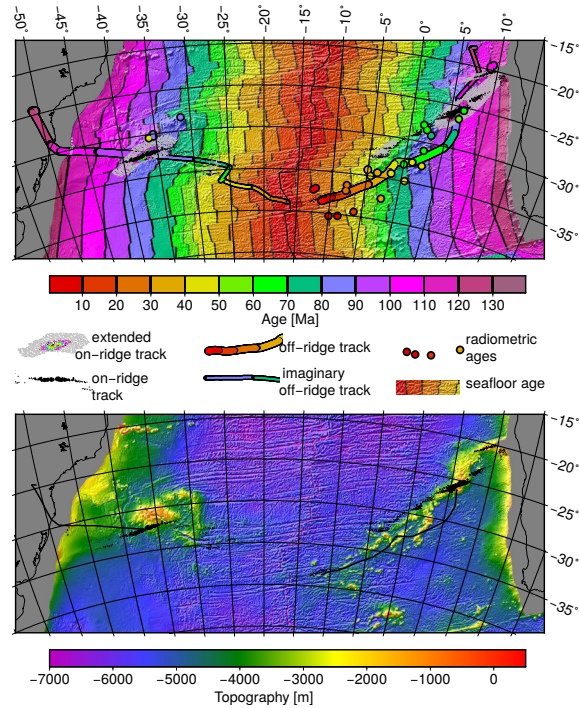 -50° -45° -40° -35° -30° -25° -20° -15° -10° -5° 0° 5° 10°
-15°
-20°
-25°
-30°
-35°
10 20 30 40 50 60 70 80 90 100 110 120 130
Age [Ma]
extended on-ridge track
off-ridge track
radiometric ages
on-ridge track
imaginary off-ridge track
seafloor age
-15°
-20°
-25°
-30°
-35°
−7000 −6000 −5000 −4000 −3000 −2000 −1000 0
Topography [m]